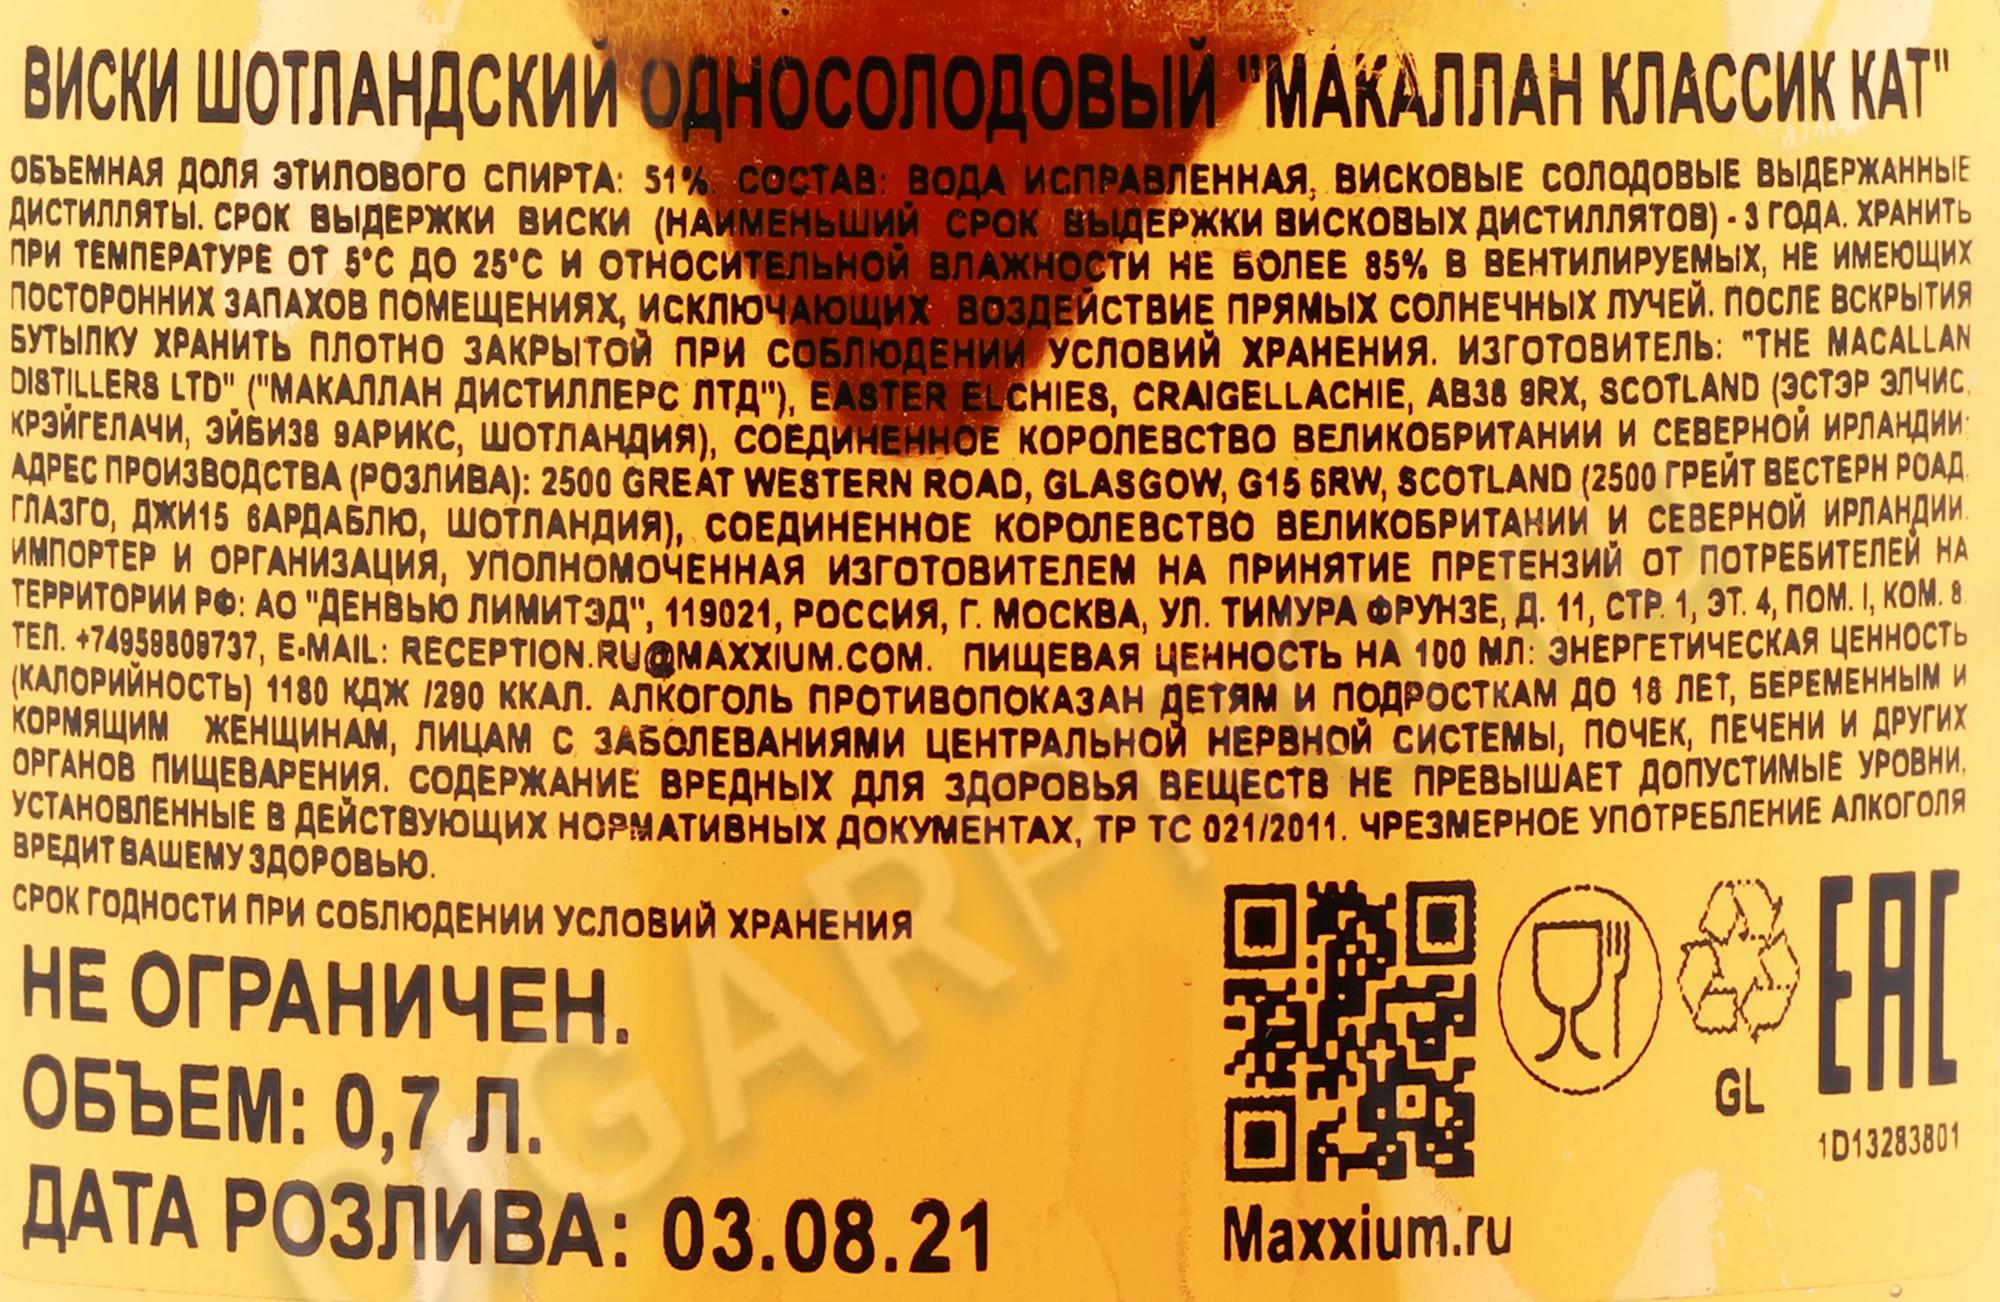 ВИСКИ ШОТЛАНДСКИЙ ОДНОСОЛОДОВЫЙ "МАКАЛЛАН КЛАССИК КАТ"
ОБЪЕМНАЯ ДОЛЯ ЭТИЛОВОГО СПИРТА: 51%. СОСТАВ: ВОДА ИСПРАВЛЕННАЯ, ВИСКОВЫЕ СОЛОДОВЫЕ ВЫДЕРЖАННЫЕ
ДИСТИЛЛЯТЫ. СРОК ВЫДЕРЖКИ ВИСКИ (НАИМЕНЬШИЙ СРОК ВЫДЕРЖКИ ВИСКОВЫХ ДИСТИЛЛЯТОВ) - 3 ГОДА. ХРАНИТЬ
ПРИ ТЕМПЕРАТУРЕ ОТ 5°С ДО 25°С И ОТНОСИТЕЛЬНОЙ ВЛАЖНОСТИ НЕ БОЛЕЕ 85% В ВЕНТИЛИРУЕМЫХ, НЕ ИМЕЮЩИХ
ПОСТОРОННИХ ЗАПАХОВ ПОМЕЩЕНИЯХ, ИСКЛЮЧАЮЩИХ ВОЗДЕЙСТВИЕ ПРЯМЫХ СОЛНЕЧНЫХ ЛУЧЕЙ. ПОСЛЕ ВСКРЫТИЯ
БУТЫЛКУ ХРАНИТЬ ПЛОТНО ЗАКРЫТОЙ ПРИ СОБЛЮДЕНИИ УСЛОВИЙ ХРАНЕНИЯ. ИЗГОТОВИТЕЛЬ: "THE MACALLAN
DISTILLERS LTD" ("МАКАЛЛАН ДИСТИЛЛЕРС ЛТД"), EASTER ELCHIES, CRAIGELLACHIE, AB38 9RX, SCOTLAND (ЭСТЭР ЭЛЧИС,
КРЭЙГЕЛАЧИ, ЭЙБИ38 9АРИКС, ШОТЛАНДИЯ), СОЕДИНЕННОЕ КОРОЛЕВСТВО ВЕЛИКОБРИТАНИИ И СЕВЕРНОЙ ИРЛАНДИИ;
АДРЕС ПРОИЗВОДСТВА (РОЗЛИВА): 2500 GREAT WESTERN ROAD, GLASGOW, G15 6RW, SCOTLAND (2500 ГРЕЙТ ВЕСТЕРН РОАД,
ГЛАЗГО, ДЖИ15 6АРДАБЛЮ, ШОТЛАНДИЯ), СОЕДИНЕННОЕ КОРОЛЕВСТВО ВЕЛИКОБРИТАНИИ И СЕВЕРНОЙ ИРЛАНДИИ.
ИМПОРТЕР И ОРГАНИЗАЦИЯ, УПОЛНОМОЧЕННАЯ ИЗГОТОВИТЕЛЕМ НА ПРИНЯТИЕ ПРЕТЕНЗИЙ ОТ ПОТРЕБИТЕЛЕЙ НА
ТЕРРИТОРИИ РФ: АО "ДЕНВЬЮ ЛИМИТЭД", 119021, РОССИЯ, Г. МОСКВА, УЛ. ТИМУРА ФРУНЗЕ, Д. 11, СТР. 1, ЭТ. 4, ПОМ. I, КОМ. 8.
ТЕЛ. +74959809737, E-MAIL: RECEPTION.RU@MAXXIUM.COM. ПИЩЕВАЯ ЦЕННОСТЬ НА 100 МЛ: ЭНЕРГЕТИЧЕСКАЯ ЦЕННОСТЬ
(КАЛОРИЙНОСТЬ) 1180 КДЖ /290 ККАЛ. АЛКОГОЛЬ ПРОТИВОПОКАЗАН ДЕТЯМ И ПОДРОСТКАМ ДО 18 ЛЕТ, БЕРЕМЕННЫМ И
КОРМЯЩИМ ЖЕНЩИНАМ, ЛИЦАМ С ЗАБОЛЕВАНИЯМИ ЦЕНТРАЛЬНОЙ НЕРВНОЙ СИСТЕМЫ, ПОЧЕК, ПЕЧЕНИ И ДРУГИХ
ОРГАНОВ ПИЩЕВАРЕНИЯ. СОДЕРЖАНИЕ ВРЕДНЫХ ДЛЯ ЗДОРОВЬЯ ВЕЩЕСТВ НЕ ПРЕВЫШАЕТ ДОПУСТИМЫЕ УРОВНИ,
УСТАНОВЛЕННЫЕ В ДЕЙСТВУЮЩИХ НОРМАТИВНЫХ ДОКУМЕНТАХ, ТР ТС 021/2011. ЧРЕЗМЕРНОЕ УПОТРЕБЛЕНИЕ АЛКОГОЛЯ
ВРЕДИТ ВАШЕМУ ЗДОРОВЬЮ.
СРОК ГОДНОСТИ ПРИ СОБЛЮДЕНИИ УСЛОВИЙ ХРАНЕНИЯ
НЕ ОГРАНИЧЕН.
ОБЪЕМ: 0,7 Л.
ДАТА РОЗЛИВА: 03.08.21
Maxxium.ru
GL
EAC
1D13283801
CIGARPRO.RU